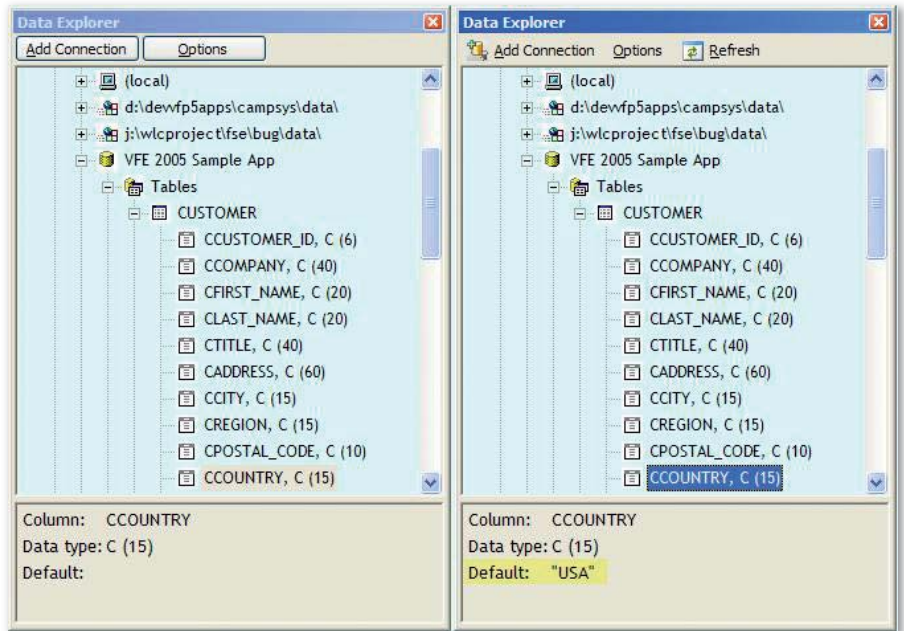 Data Explorer
Add Connection Options
(local)
d:\devvfp5apps\campsys\data\
j:\wlcproject\fse\bug\data\
VFE 2005 Sample App
Tables
CUSTOMER
CCUSTOMER_ID, C (6)
CCOMPANY, C (40)
CFIRST_NAME, C (20)
CLAST_NAME, C (20)
CTITLE, C (40)
CADDRESS, C (60)
CCITY, C (15)
CREGION, C (15)
CPOSTAL_CODE, C (10)
CCOUNTRY, C (15)
Column: CCOUNTRY
Data type: C (15)
Default:
Data Explorer
Add Connection Options Refresh
(local)
d:\devvfp5apps\campsys\data\
j:\wlcproject\fse\bug\data\
VFE 2005 Sample App
Tables
CUSTOMER
CCUSTOMER_ID, C (6)
CCOMPANY, C (40)
CFIRST_NAME, C (20)
CLAST_NAME, C (20)
CTITLE, C (40)
CADDRESS, C (60)
CCITY, C (15)
CREGION, C (15)
CPOSTAL_CODE, C (10)
CCOUNTRY, C (15)
Column: CCOUNTRY
Data type: C (15)
Default: "USA"